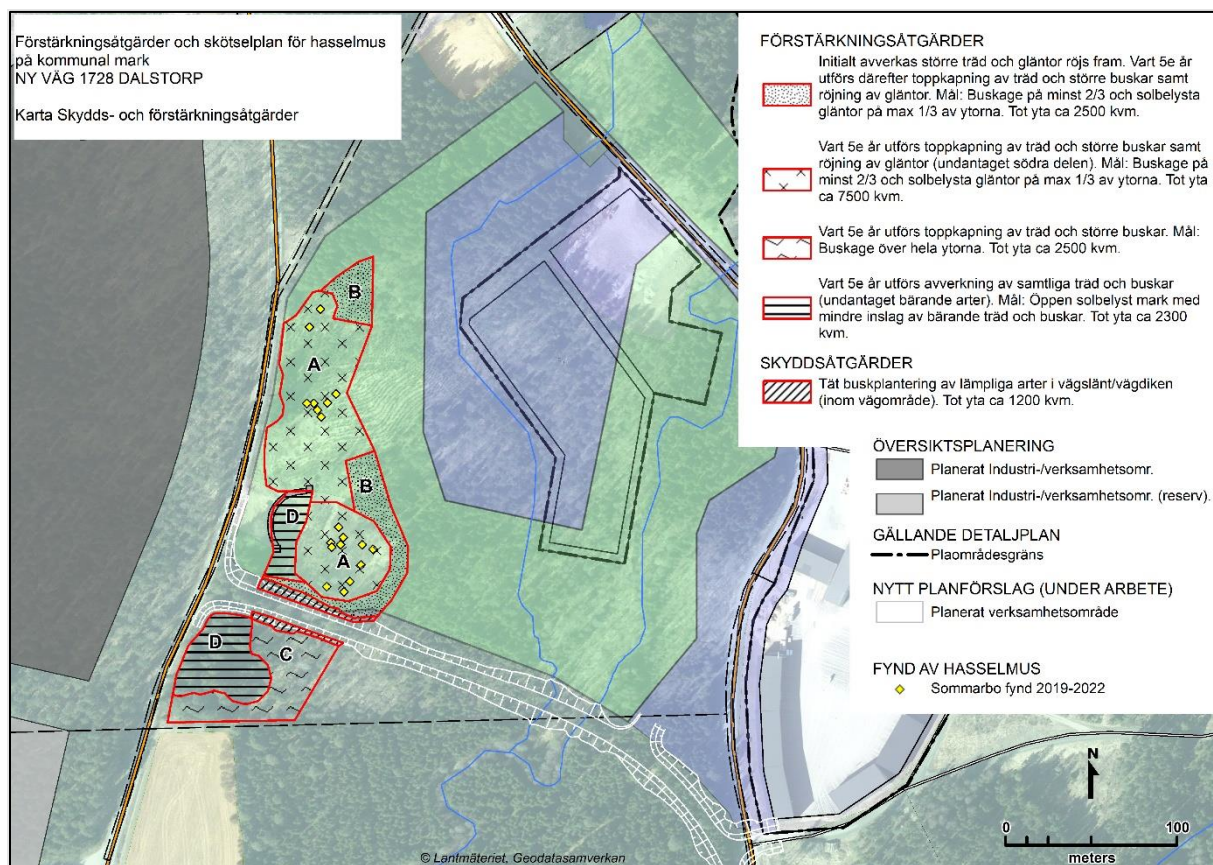 Förstärkningsåtgärder och skötselplan för hasselmus
på kommunal mark
NY VÄG 1728 DALSTORP
Karta Skydds- och förstärkningsåtgärder
FÖRSTÄRKNINGSÅTGÄRDER
Initialt avverkas större träd och gläntor röjs fram. Vart 5e år
utförs därefter toppkapning av träd och större buskar samt
röjning av gläntor. Mål: Buskage på minst 2/3 och solbelysta
gläntor på max 1/3 av ytorna. Tot yta ca 2500 kvm.
Vart 5e år utförs toppkapning av träd och större buskar samt
röjning av gläntor (undantaget södra delen). Mål: Buskage på
minst 2/3 och solbelysta gläntor på max 1/3 av ytorna. Tot yta
ca 7500 kvm.
Vart 5e år utförs toppkapning av träd och större buskar. Mål:
Buskage över hela ytorna. Tot yta ca 2500 kvm.
Vart 5e år utförs avverkning av samtliga träd och buskar
(undantaget bärande arter). Mål: Öppen solbelyst mark med
mindre inslag av bärande träd och buskar. Tot yta ca 2300
kvm.
SKYDDSÅTGÄRDER
Tät buskplantering av lämpliga arter i vägslänt/vägdiken
(inom vägområde). Tot yta ca 1200 kvm.
ÖVERSIKTSPLANERING
Planerat Industri-/verksamhetsomr.
Planerat Industri-/verksamhetsomr. (reserv).
GÄLLANDE DETALJPLAN
Plaområdesgräns
NYTT PLANFÖRSLAG (UNDER ARBETE)
Planerat verksamhetsområde
FYND AV HASSELMUS
Sommarbo fynd 2019-2022
B
A
B
D
A
D
C
N
0 100
meters
© Lantmäteriet, Geodatasamverkan